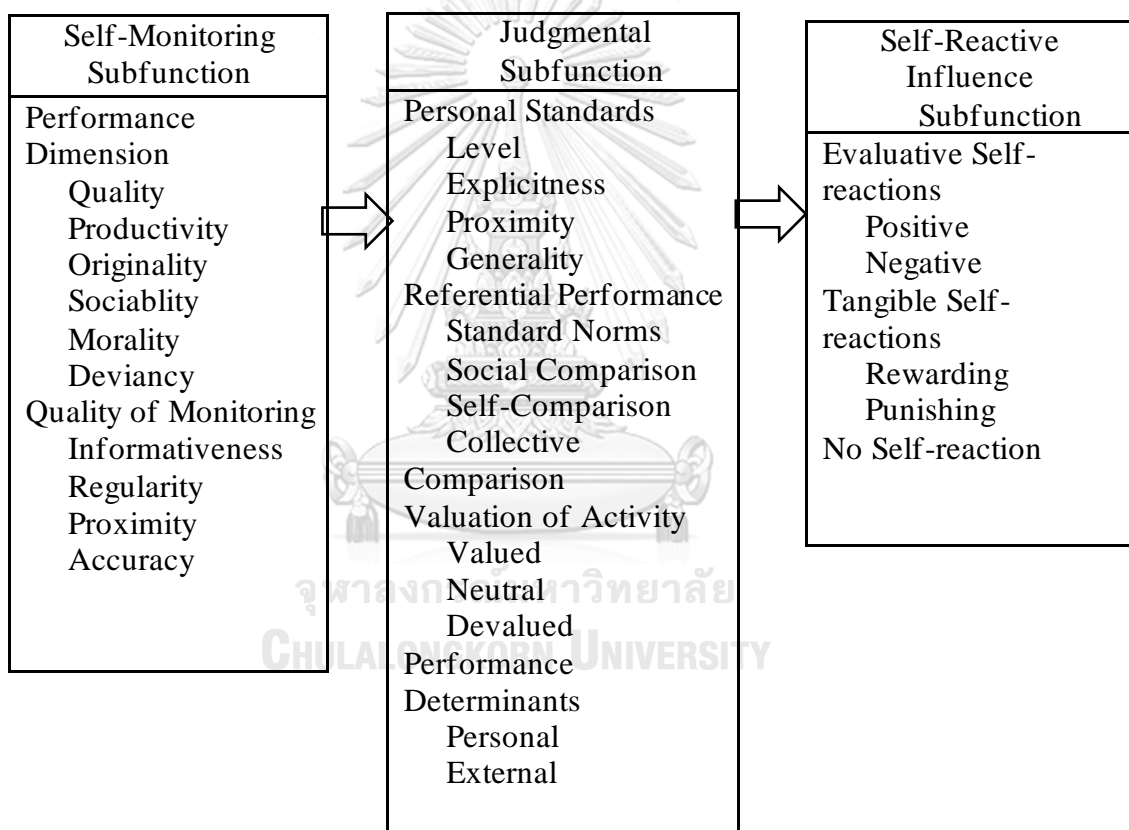 Self-Monitoring
Subfunction
Performance
Dimension
Quality
Productivity
Originality
Sociablity
Morality
Deviancy
Quality of Monitoring
Informativeness
Regularity
Proximity
Accuracy
Judgmental
Subfunction
Personal Standards
Level
Explicitness
Proximity
Generality
Referential Performance
Standard Norms
Social Comparison
Self-Comparison
Collective
Comparison
Valuation of Activity
Valued
Neutral
Devalued
Performance
Determinants
Personal
External
Self-Reactive
Influence
Subfunction
Evaluative Self-
reactions
Positive
Negative
Tangible Self-
reactions
Rewarding
Punishing
No Self-reaction
จุฬาลงกรณ์มหาวิทยาลัย
CHULALONGKORN UNIVERSITY